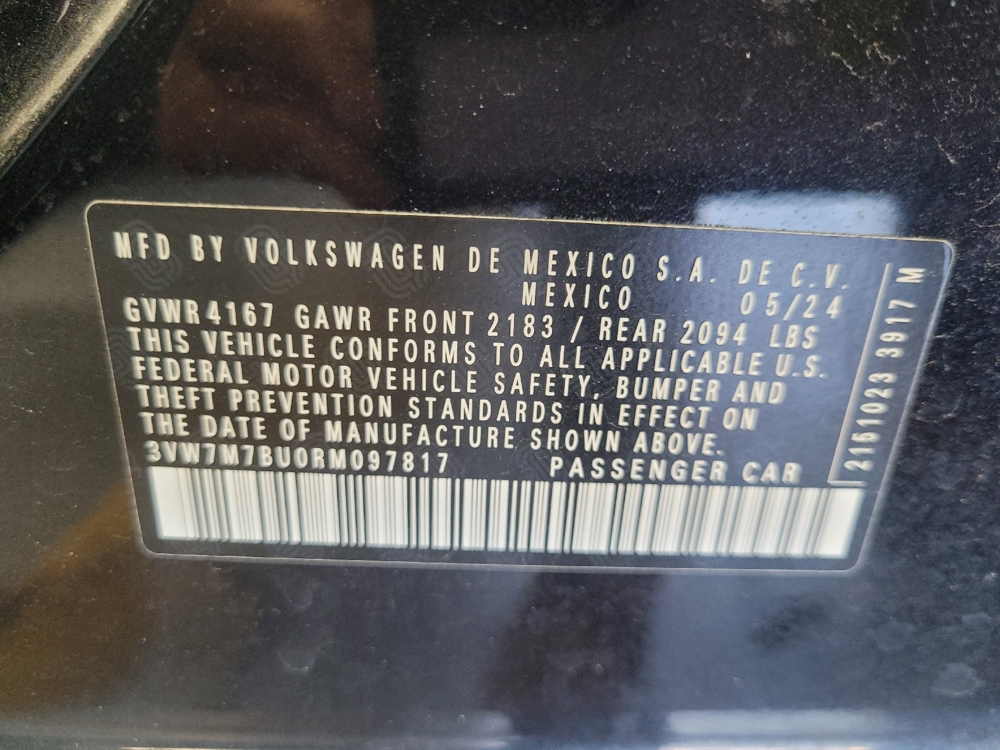 MFD BY VOLKSWAGEN DE MEXICO S.A. DE C.V.
MEXICO 05/24
GVWR 4167 GAWR FRONT 2183 / REAR 2094 LBS
THIS VEHICLE CONFORMS TO ALL APPLICABLE U.S.
FEDERAL MOTOR VEHICLE SAFETY, BUMPER AND
THEFT PREVENTION STANDARDS IN EFFECT ON
THE DATE OF MANUFACTURE SHOWN ABOVE.
3VW7M7BU0RM097817 PASSENGER CAR
2161023 3917 M